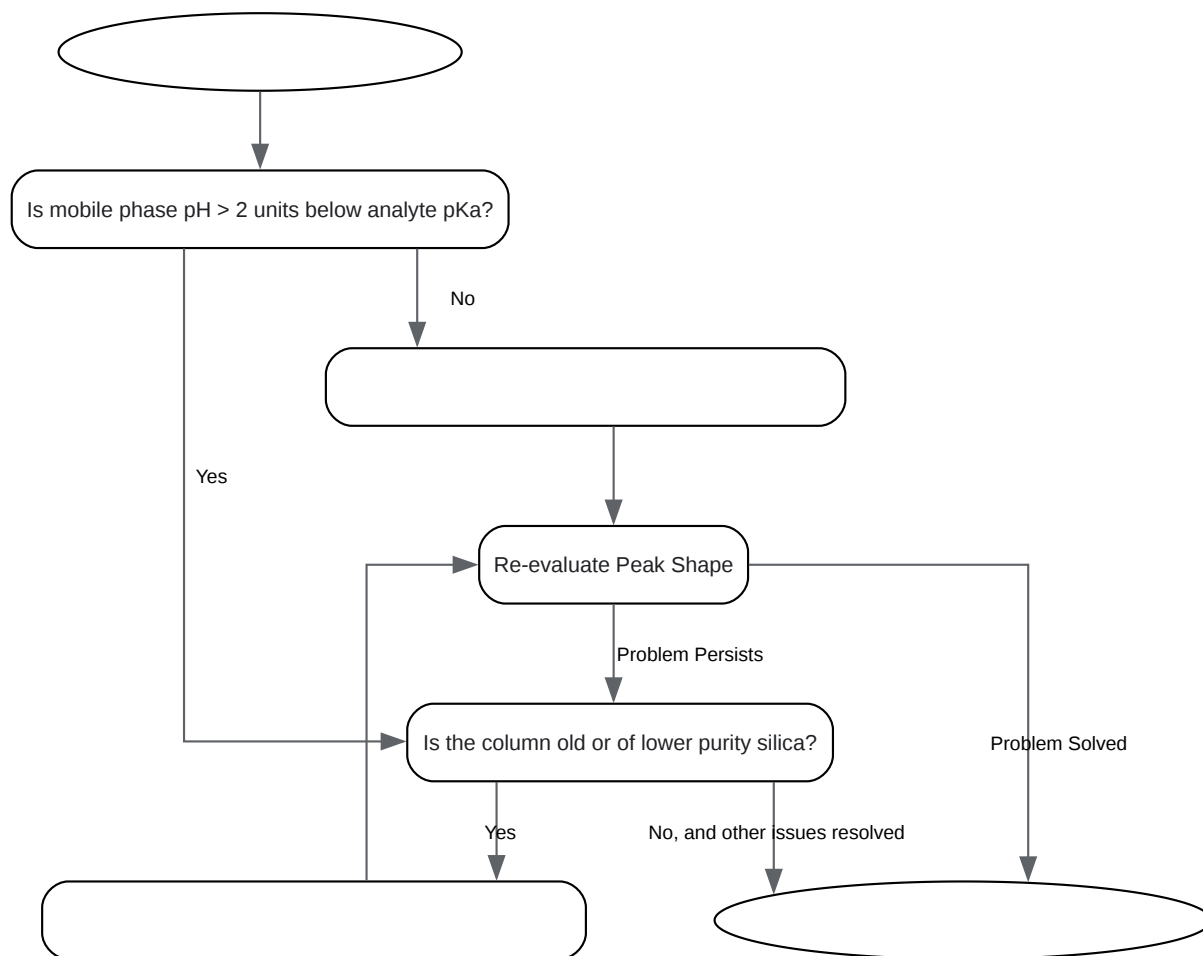 Is mobile phase pH > 2 units below analyte pKa?
No
Yes
Re-evaluate Peak Shape
Problem Persists
Is the column old or of lower purity silica?
Problem Solved
Yes
No, and other issues resolved